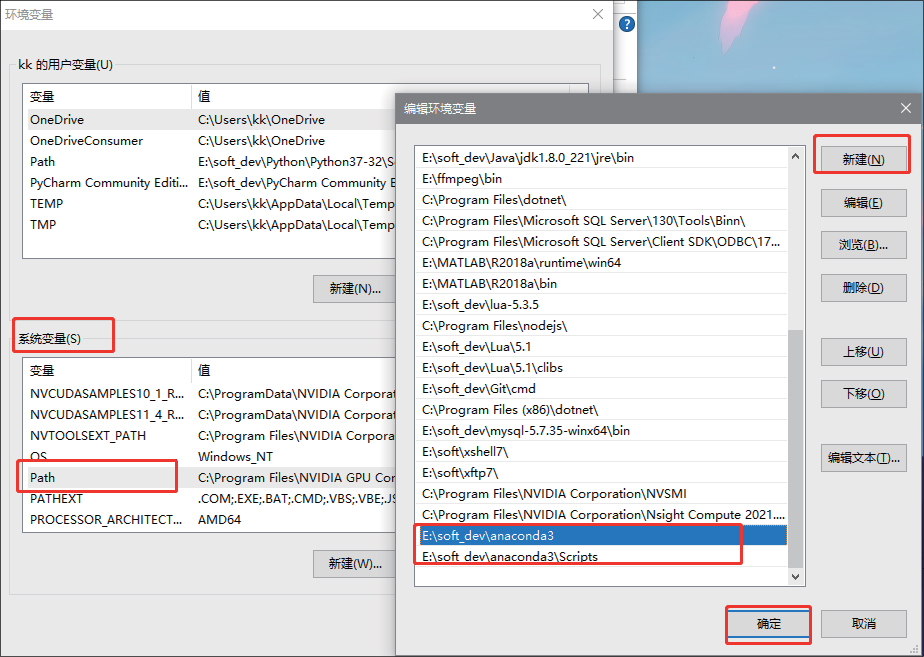 环境变量
kk 的用户变量(U)
变量 值
OneDrive C:\Users\kk\OneDrive
OneDriveConsumer C:\Users\kk\OneDrive
Path E:\soft_dev\Python\Python37-32\S
PyCharm Community Editi... E:\soft_dev\PyCharm Community E
TEMP C:\Users\kk\AppData\Local\Temp
TMP C:\Users\kk\AppData\Local\Temp
新建(N)...
系统变量(S)
变量 值
NVCUDASAMPLES10_1_R... C:\ProgramData\NVIDIA Corpora
NVCUDASAMPLES11_4_R... C:\ProgramData\NVIDIA Corpora
NVTOOLSEXT_PATH C:\Program Files\NVIDIA Corpora
OS Windows_NT
Path C:\Program Files\NVIDIA GPU Cor
PATHEXT .COM;.EXE;.BAT;.CMD;.VBS;.VBE;.JS
PROCESSOR_ARCHITECT... AMD64
新建(W)...
?
编辑环境变量
E:\soft_dev\Java\jdk1.8.0_221\jre\bin
E:\ffmpeg\bin
C:\Program Files\dotnet\
C:\Program Files\Microsoft SQL Server\130\Tools\Binn\
C:\Program Files\Microsoft SQL Server\Client SDK\ODBC\17...
E:\MATLAB\R2018a\runtime\win64
E:\MATLAB\R2018a\bin
E:\soft_dev\lua-5.3.5
C:\Program Files\nodejs\
E:\soft_dev\Lua\5.1
E:\soft_dev\Lua\5.1\clibs
E:\soft_dev\Git\cmd
C:\Program Files (x86)\dotnet\
E:\soft_dev\mysql-5.7.35-winx64\bin
E:\soft\xshell7\
E:\soft\xftp7\
C:\Program Files\NVIDIA Corporation\NVSMI
C:\Program Files\NVIDIA Corporation\Nsight Compute 2021....
E:\soft_dev\anaconda3
E:\soft_dev\anaconda3\Scripts
新建(N)
编辑(E)
浏览(B)...
删除(D)
上移(U)
下移(O)
编辑文本(T)...
确定
取消